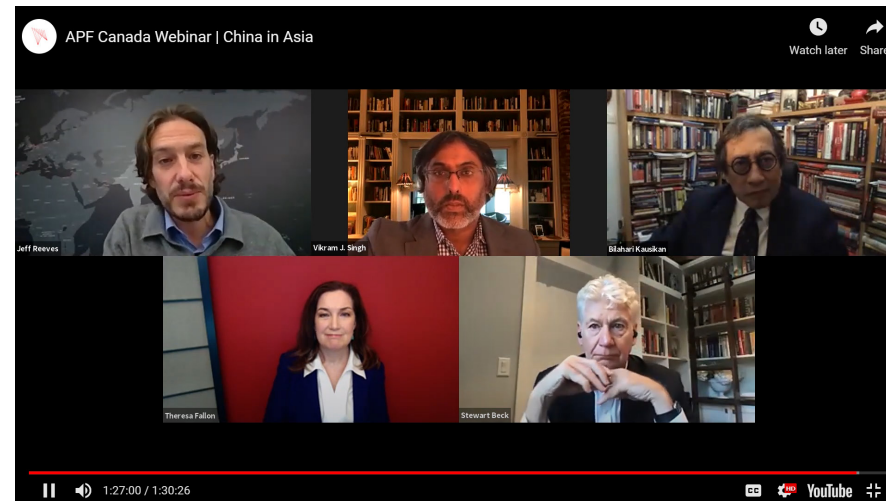 APF Canada Webinar | China in Asia
Watch later
Share
Jeff Reeves
Vikram J. Singh
Bilahari Kausikan
Theresa Fallon
Stewart Beck
1:27:00 / 1:30:26
CC
HD
YouTube